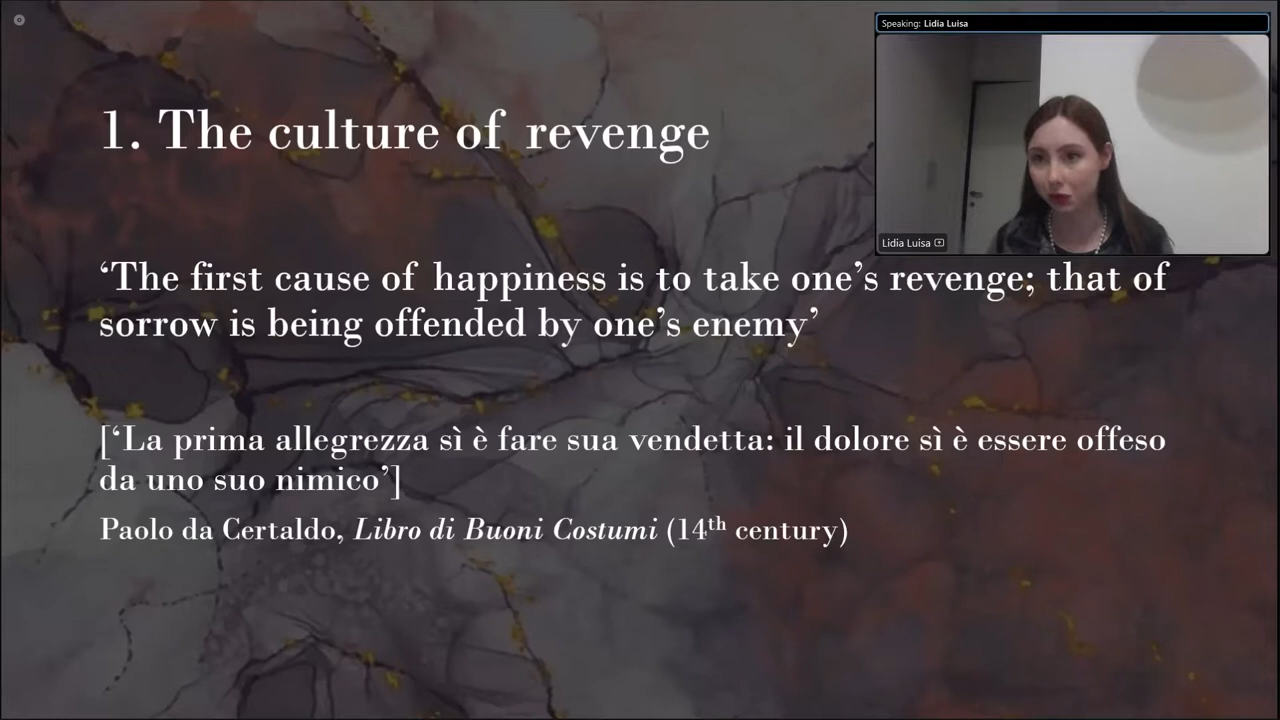 Speaking: Lidia Luisa
1. The culture of revenge
Lidia Luisa
‘The first cause of happiness is to take one’s revenge; that of
sorrow is being offended by one’s enemy’
[‘La prima allegrezza sì è fare sua vendetta: il dolore sì è essere offeso
da uno suo nimico’]
Paolo da Certaldo, Libro di Buoni Costumi (14th century)